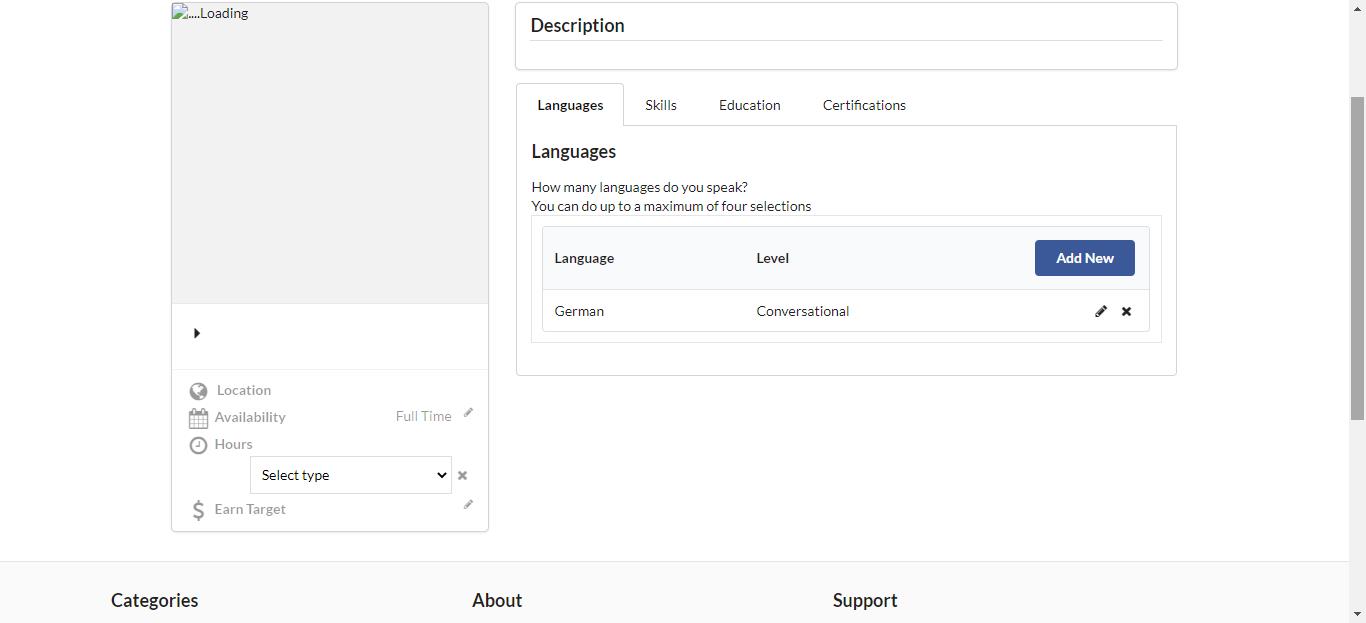 ....Loading
Description
Languages Skills Education Certifications
Languages
How many languages do you speak?
You can do up to a maximum of four selections
Language Level Add New
German Conversational
Location
Availability Full Time
Hours
Select type
Earn Target
Categories About Support